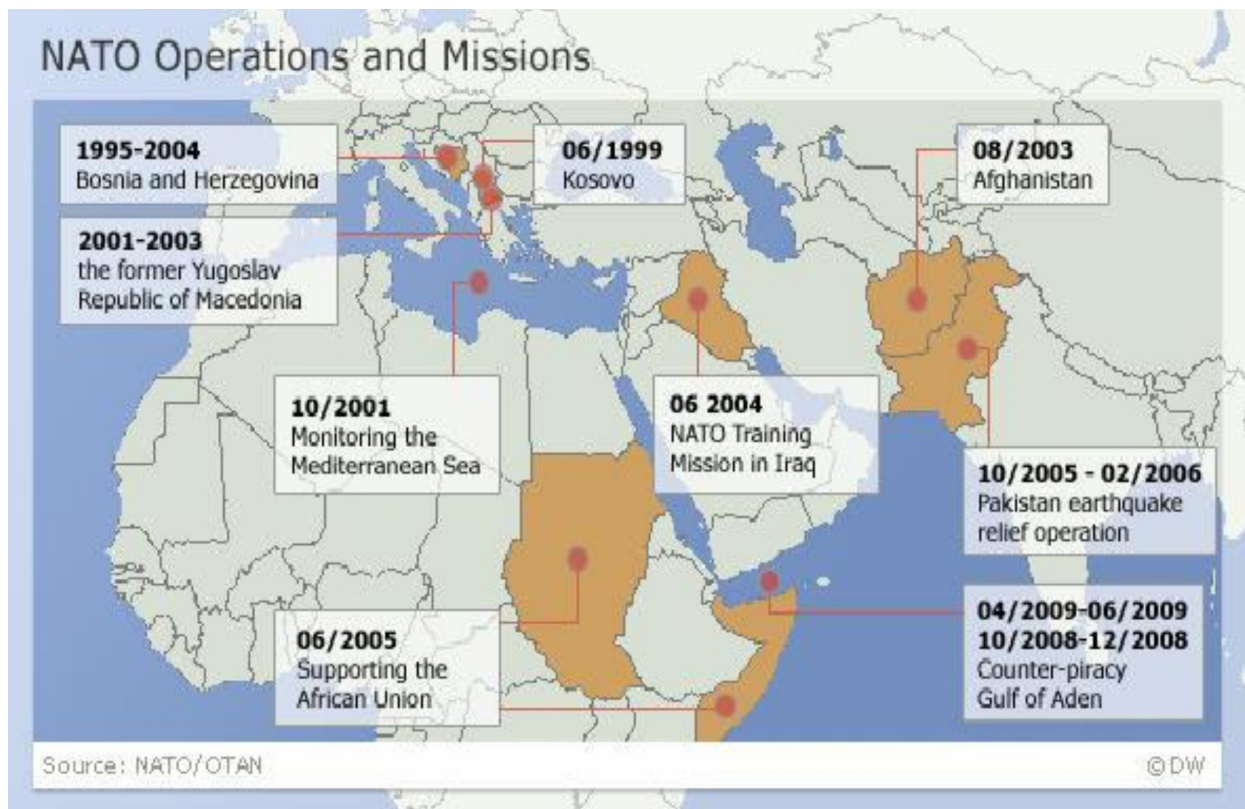 NATO Operations and Missions
1995-2004
Bosnia and Herzegovina
06/1999
Kosovo
08/2003
Afghanistan
2001-2003
the former Yugoslav
Republic of Macedonia
10/2001
Monitoring the
Mediterranean Sea
06 2004
NATO Training
Mission in Iraq
10/2005 - 02/2006
Pakistan earthquake
relief operation
06/2005
Supporting the
African Union
04/2009-06/2009
10/2008-12/2008
Counter-piracy
Gulf of Aden
Source: NATO/OTAN
©DW